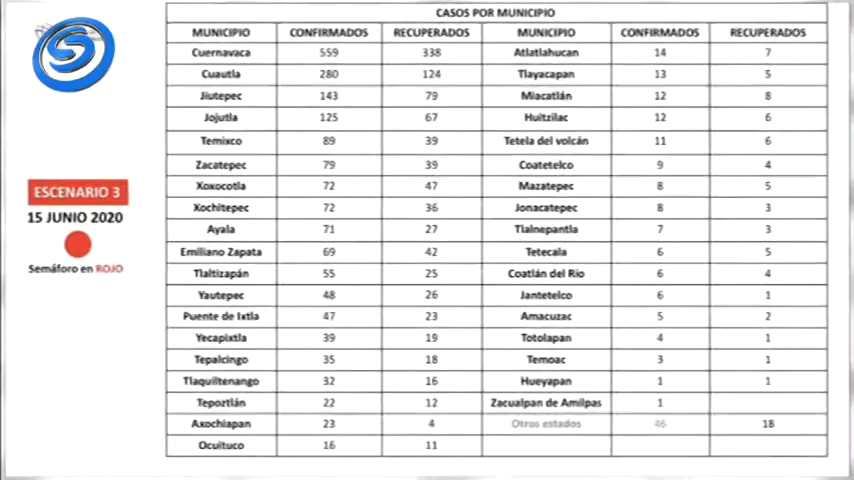 CASOS POR MUNICIPIO
MUNICIPIO CONFIRMADOS RECUPERADOS MUNICIPIO CONFIRMADOS RECUPERADOS
Cuernavaca 559 338 Atlatlahucan 14 7
Cuautla 280 124 Tlayacapan 13 5
Jiutepec 143 79 Miacatlán 12 8
Jojutla 125 67 Huitzilac 12 6
Temixco 89 39 Tetela del volcán 11 6
Zacatepec 79 39 Coatetelco 9 4
Xoxocotla 72 47 Mazatepec 8 5
Xochitepec 72 36 Jonacatepec 8 3
Ayala 71 27 Tlalnepantla 7 3
Emiliano Zapata 69 42 Tetecala 6 5
Tlaltizapán 55 25 Coatlán del Río 6 4
Yautepec 48 26 Jantetelco 6 1
Puente de Ixtla 47 23 Amacuzac 5 2
Yecapixtla 39 19 Totolapan 4 1
Tepalcingo 35 18 Temoac 3 1
Tlaquiltenango 32 16 Hueyapan 1 1
Tepoztlán 22 12 Zacualpan de Amilpas 1
Axochiapan 23 4 Otros estados 46 18
Ocuituco 16 11
ESCENARIO 3
15 JUNIO 2020
Semáforo en ROJO